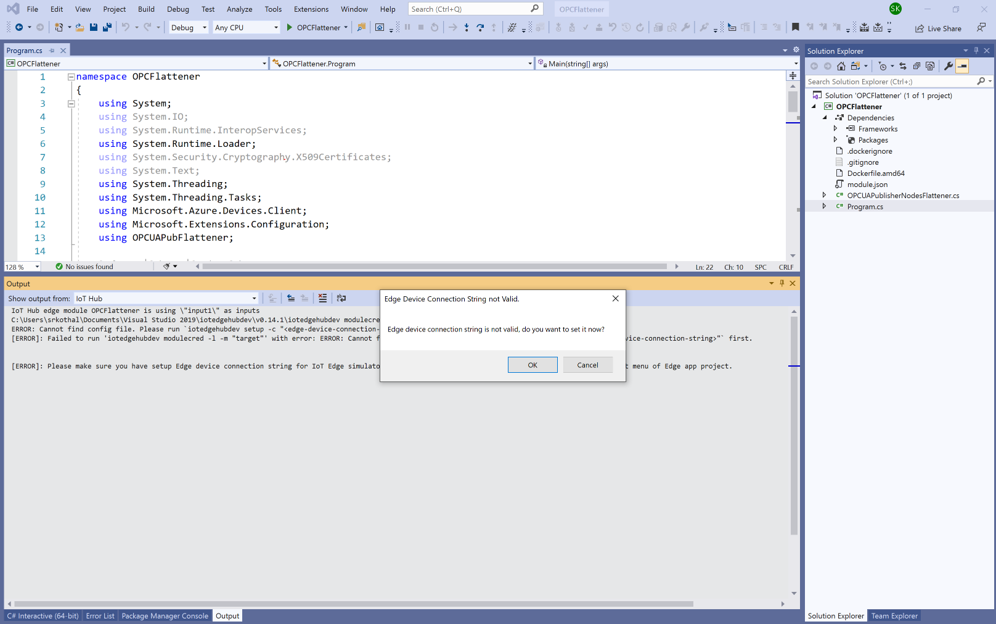 File Edit View Project Build Debug Test Analyze Tools Extensions Window Help Search (Ctrl+Q) OPCFlattener SK
Debug Any CPU OPCFlattener Live Share
Program.cs
OPCFlattener OPCFlattener.Program Main(string[] args)
1 namespace OPCFlattener
2 {
3 using System;
4 using System.IO;
5 using System.Runtime.InteropServices;
6 using System.Runtime.Loader;
7 using System.Security.Cryptography.X509Certificates;
8 using System.Text;
9 using System.Threading;
10 using System.Threading.Tasks;
11 using Microsoft.Azure.Devices.Client;
12 using Microsoft.Extensions.Configuration;
13 using OPCUAPubFlattener;
14
128 % No issues found Ln: 22 Ch: 10 SPC CRLF
Output
Show output from: IoT Hub
IoT Hub edge module OPCFlattener is using \"input1\" as inputs
C:\Users\srkothal\Documents\Visual Studio 2019\iotedgehubdev\v0.14.1\iotedgehubdev modulecre
ERROR: Cannot find config file. Please run `iotedgehubdev setup -c "<edge-device-connection-
[ERROR]: Failed to run 'iotedgehubdev modulecred -l -m "target"' with error: ERROR: Cannot f vice-connection-string>"` first.
[ERROR]: Please make sure you have setup Edge device connection string for IoT Edge simulato t menu of Edge app project.
Edge Device Connection String not Valid.
Edge device connection string is not valid, do you want to set it now?
OK Cancel
C# Interactive (64-bit) Error List Package Manager Console Output
Solution Explorer
Search Solution Explorer (Ctrl+;)
Solution 'OPCFlattener' (1 of 1 project)
OPCFlattener
Dependencies
Frameworks
Packages
.dockerignore
.gitignore
Dockerfile.amd64
module.json
C# OPCUAPublisherNodesFlattener.cs
C# Program.cs
Solution Explorer Team Explorer